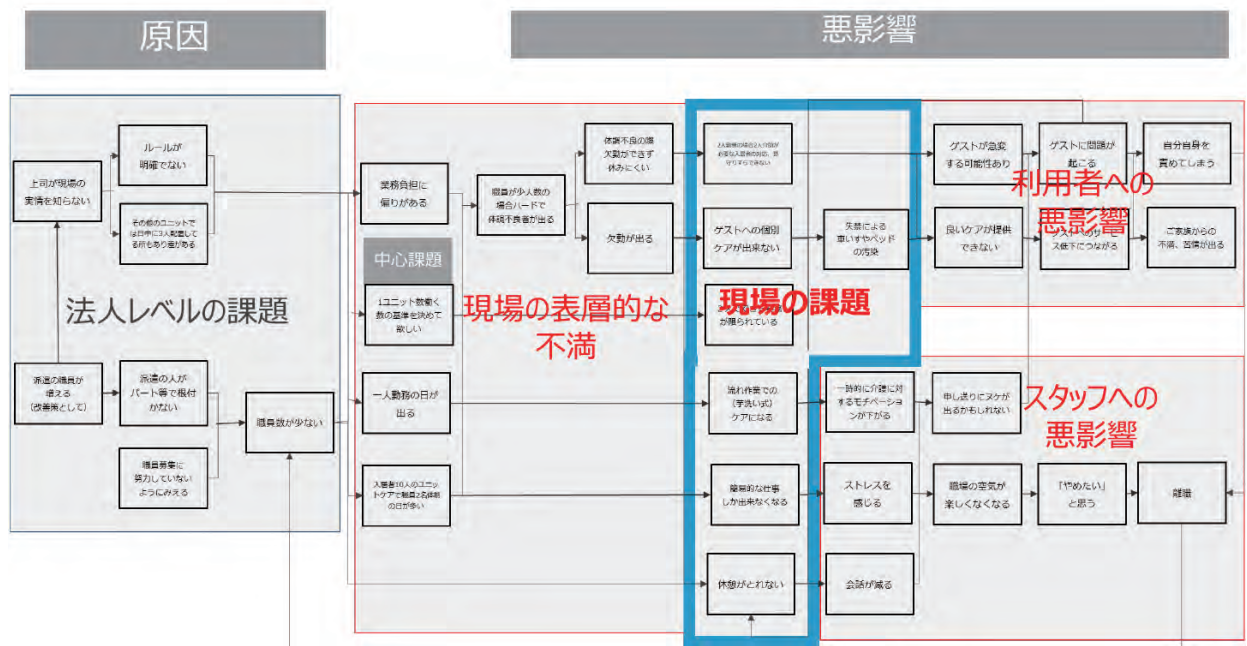 原因
悪影響
ルールが
明確でない
上司が現場の
実情を知らない
その他のユニットで
は日中に3人配置して
る所もあり差がある
法人レベルの課題
派遣の職員が
増える
(改善策として)
派遣の人が
パート等で根付
かない
職員募集に
努力していない
ようにみえる
職員数が少ない
業務負担に
偏りがある
中心課題
1ユニット数働く
数の基準を決めて
欲しい
一人勤務の日が
出る
入居者10人のユニッ
トケアで職員2名体制
の日が多い
職員が少人数の
場合ハードで
体調不良者が出る
体調不良の際
欠勤ができず
休みにくい
欠勤が出る
現場の表層的な
不満
ゲストへの個別
ケアが出来ない
失禁による
車いすやベッド
の汚染
現場の課題
が限られている
流れ作業での
(芋洗い式)
ケアになる
簡易的な仕事
しか出来なくなる
休憩がとれない
ゲストが急変
する可能性あり
ゲストに問題が
起こる
自分自身を
責めてしまう
利用者への
悪影響
良いケアが提供
できない
ス低下につながる
ご家族からの
不満、苦情が出る
一時的に介護に対
するモチベーショ
ンが下がる
申し送りにヌケが
出るかもしれない
スタッフへの
悪影響
ストレスを
感じる
職場の空気が
楽しくなくなる
「やめたい」
と思う
離職
会話が減る